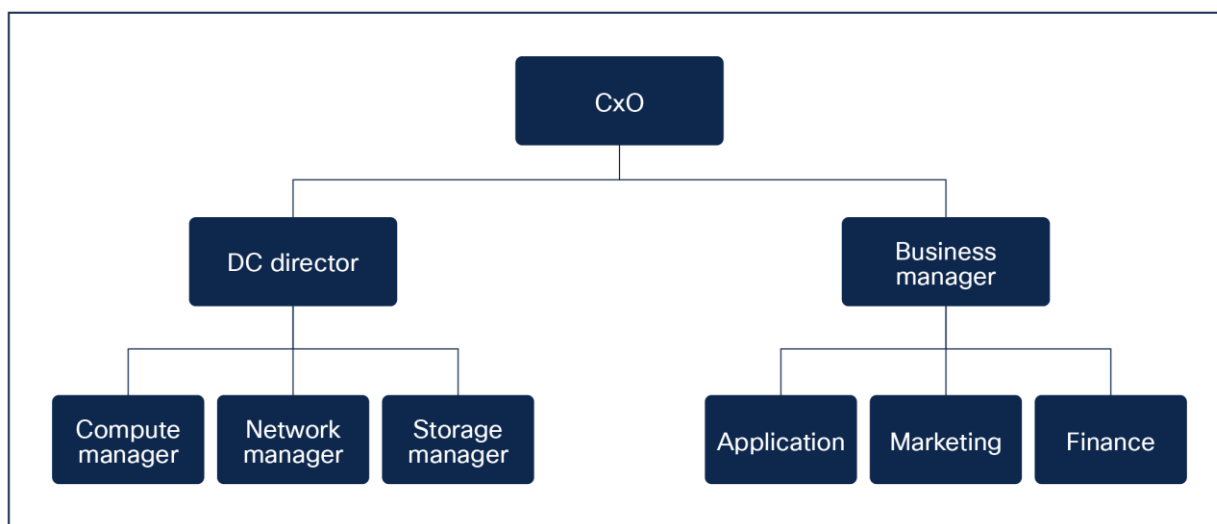 CxO
DC director
Business
manager
Compute
manager
Network
manager
Storage
manager
Application
Marketing
Finance